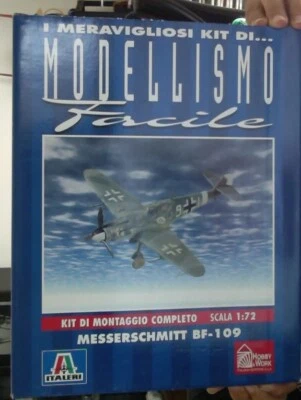 I MERAVIGLIOSI KIT DI...
MODELLISMO
Facile
KIT DI MONTAGGIO COMPLETO SCALA 1:72
MESSERSCHMITT BF-109
ITALERI
HOBBY
& WORK